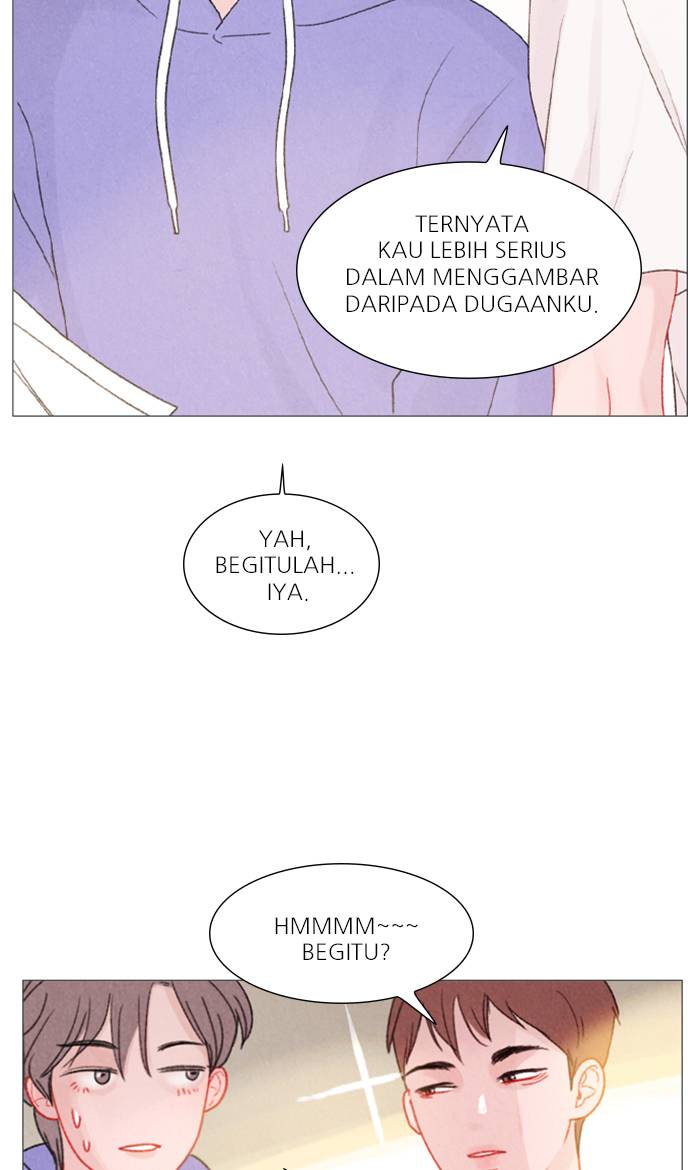 TERNYATA
KAU LEBIH SERIUS
DALAM MENGGAMBAR
DARIPADA DUGAANKU.
YAH,
BEGITULAH...
IYA.
HMMMM~~~
BEGITU?